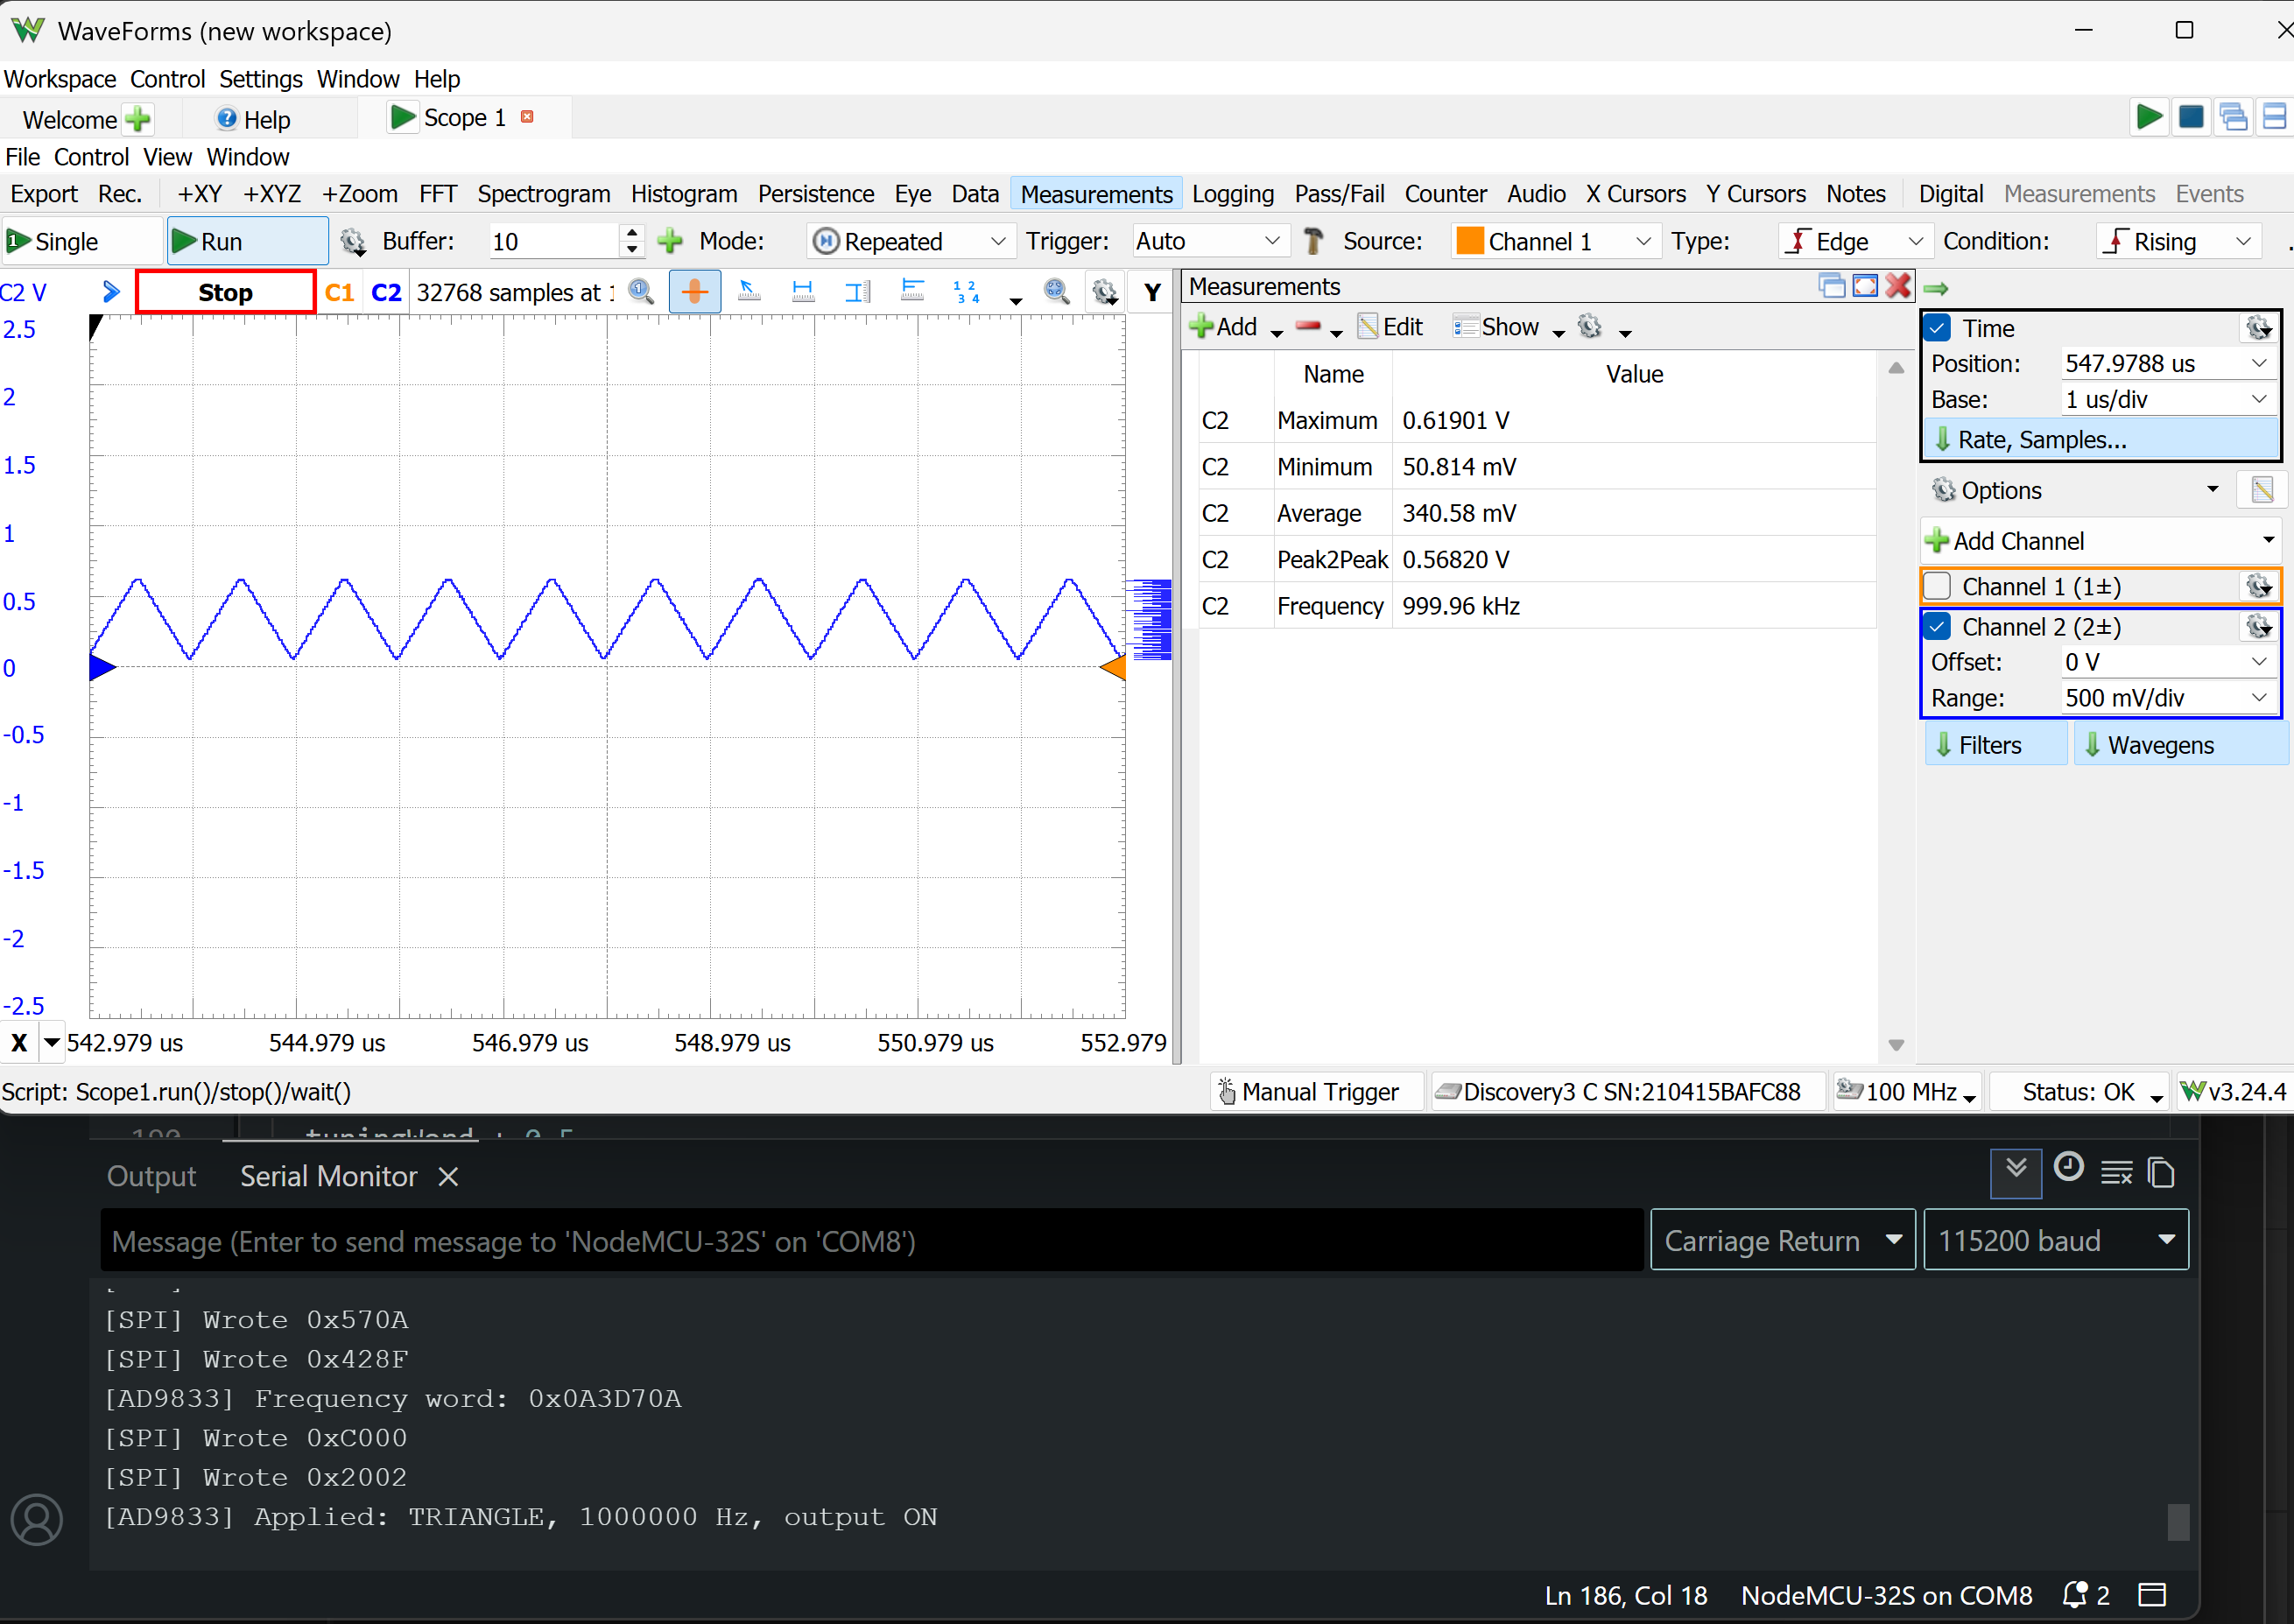 WaveForms (new workspace)
Workspace Control Settings Window Help
Welcome Help Scope 1
File Control View Window
Export Rec. +XY +XYZ +Zoom FFT Spectrogram Histogram Persistence Eye Data Measurements Logging Pass/Fail Counter Audio X Cursors Y Cursors Notes Digital Measurements Events
Single Run Buffer: 10 Mode: Repeated Trigger: Auto Source: Channel 1 Type: Edge Condition: Rising
C2 V Stop C1 C2 32768 samples at 1 Y
2.5
2
1.5
1
0.5
0
-0.5
-1
-1.5
-2
-2.5
X 542.979 us 544.979 us 546.979 us 548.979 us 550.979 us 552.979
Measurements
Add Edit Show
Name Value
C2 Maximum 0.61901 V
C2 Minimum 50.814 mV
C2 Average 340.58 mV
C2 Peak2Peak 0.56820 V
C2 Frequency 999.96 kHz
Time
Position: 547.9788 us
Base: 1 us/div
Rate, Samples...
Options
Add Channel
Channel 1 (1±)
Channel 2 (2±)
Offset: 0 V
Range: 500 mV/div
Filters Wavegens
Script: Scope1.run()/stop()/wait() Manual Trigger Discovery3 C SN:210415BAFC88 100 MHz Status: OK v3.24.4
Output Serial Monitor
Message (Enter to send message to 'NodeMCU-32S' on 'COM8') Carriage Return 115200 baud
[SPI] Wrote 0x570A
[SPI] Wrote 0x428F
[AD9833] Frequency word: 0x0A3D70A
[SPI] Wrote 0xC000
[SPI] Wrote 0x2002
[AD9833] Applied: TRIANGLE, 1000000 Hz, output ON
Ln 186, Col 18 NodeMCU-32S on COM8 2